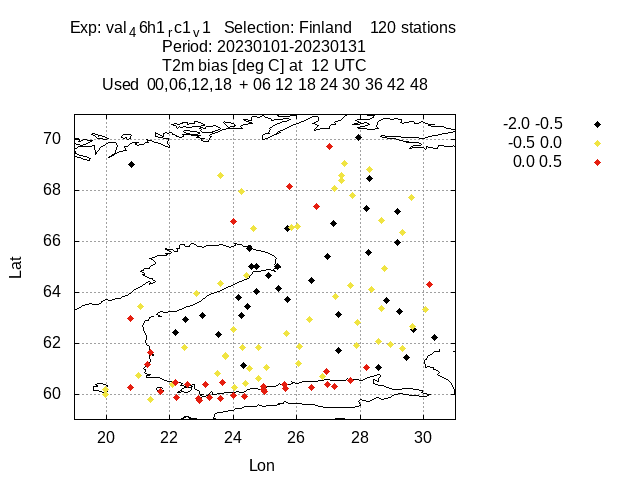 Exp: val46h1rc1v1 Selection: Finland 120 stations
Period: 20230101-20230131
T2m bias [deg C] at 12 UTC
Used 00,06,12,18 + 06 12 18 24 30 36 42 48
-2.0 -0.5
-0.5 0.0
0.0 0.5
70
68
66
64
62
60
Lat
20 22 24 26 28 30
Lon